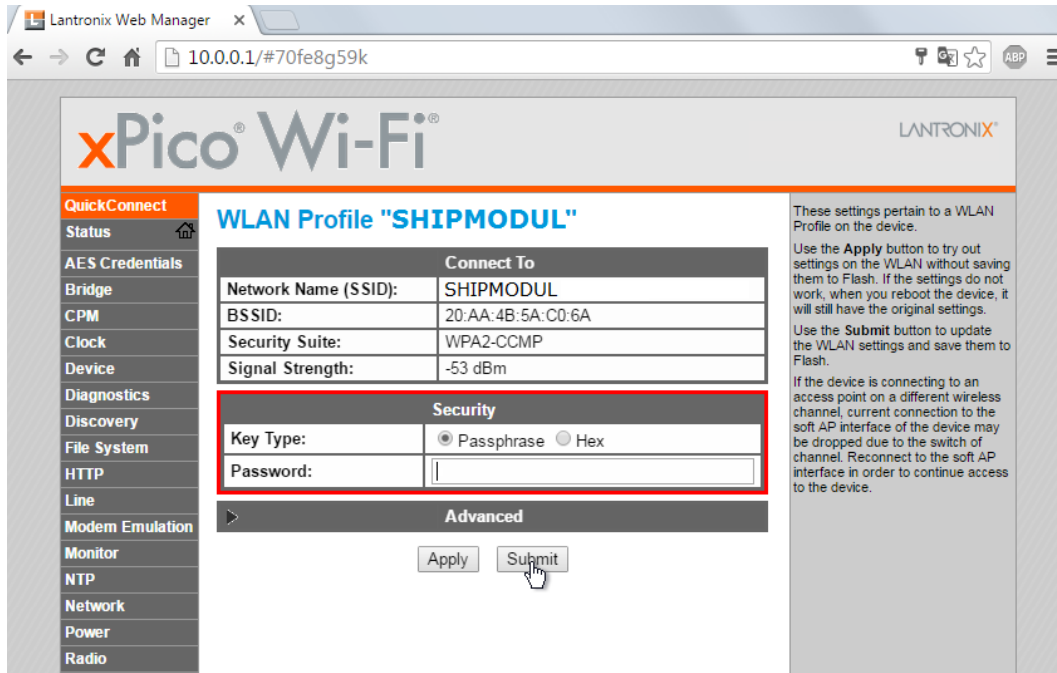 Lantronix Web Manager
10.0.0.1/#70fe8g59k
ABP
xPico® Wi-Fi®
LANTRONIX®
QuickConnect
Status
AES Credentials
Bridge
CPM
Clock
Device
Diagnostics
Discovery
File System
HTTP
Line
Modem Emulation
Monitor
NTP
Network
Power
Radio
WLAN Profile "SHIPMODUL"
Connect To
Network Name (SSID): SHIPMODUL
BSSID: 20:AA:4B:5A:C0:6A
Security Suite: WPA2-CCMP
Signal Strength: -53 dBm
Security
Key Type: Passphrase Hex
Password:
Advanced
Apply Submit
These settings pertain to a WLAN
Profile on the device.
Use the Apply button to try out
settings on the WLAN without saving
them to Flash. If the settings do not
work, when you reboot the device, it
will still have the original settings.
Use the Submit button to update
the WLAN settings and save them to
Flash.
If the device is connecting to an
access point on a different wireless
channel, current connection to the
soft AP interface of the device may
be dropped due to the switch of
channel. Reconnect to the soft AP
interface in order to continue access
to the device.